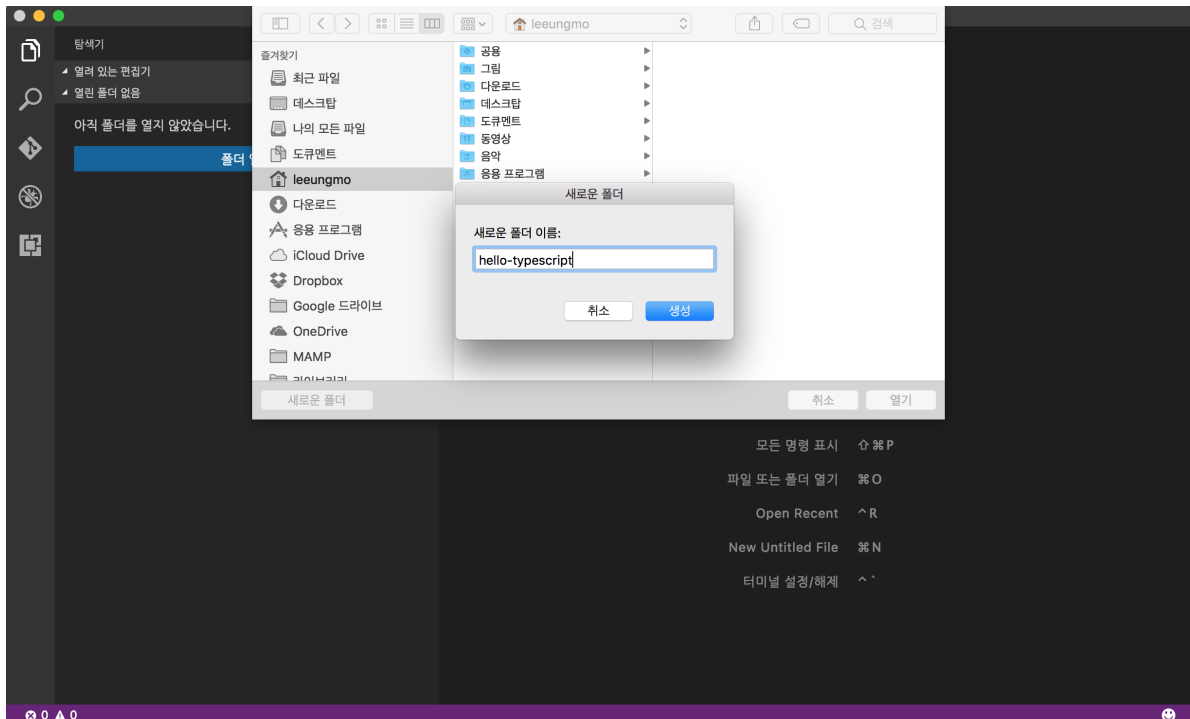 leeungmo
검색
탐색기
열려 있는 편집기
열린 폴더 없음
아직 폴더를 열지 않았습니다.
폴더
즐겨찾기
최근 파일
데스크탑
나의 모든 파일
도큐멘트
leeungmo
다운로드
응용 프로그램
iCloud Drive
Dropbox
Google 드라이브
OneDrive
MAMP
라이브러리
공용
그림
다운로드
데스크탑
도큐멘트
동영상
음악
응용 프로그램
새로운 폴더
새로운 폴더 이름:
hello-typescript
취소 생성
새로운 폴더 취소 열기
모든 명령 표시 ⇧⌘P
파일 또는 폴더 열기 ⌘O
Open Recent ^R
New Untitled File ⌘N
터미널 설정/해제 ^`
0 0